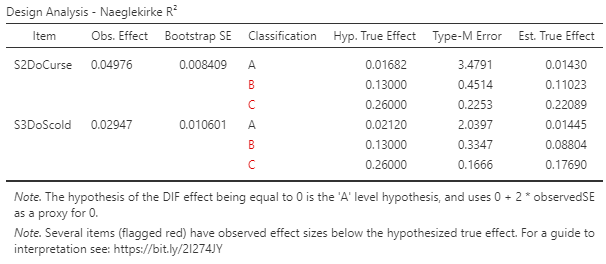 Design Analysis - Naeglekirke R²
Item Obs. Effect Bootstrap SE Classification Hyp. True Effect Type-M Error Est. True Effect
S2DoCurse 0.04976 0.008409 A 0.01682 3.4791 0.01430
B 0.13000 0.4514 0.11023
C 0.26000 0.2253 0.22089
S3DoScold 0.02947 0.010601 A 0.02120 2.0397 0.01445
B 0.13000 0.3347 0.08804
C 0.26000 0.1666 0.17690
Note. The hypothesis of the DIF effect being equal to 0 is the 'A' level hypothesis, and uses 0 + 2 * observedSE
as a proxy for 0.
Note. Several items (flagged red) have observed effect sizes below the hypothesized true effect. For a guide to
interpretation see: https://bit.ly/2I274JY